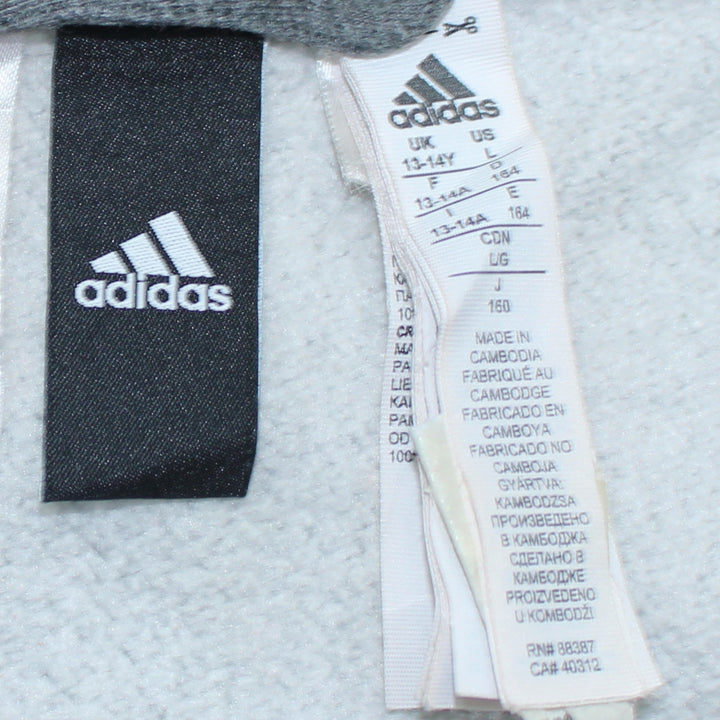 adidas
adidas
UK US
13-14Y L
F D
13-14A 164
I E
13-14A 164
CDN
L/G
J
160
MADE IN
CAMBODIA
FABRIQUÉ AU
CAMBODGE
FABRICADO EN
CAMBOYA
FABRICADO NO
CAMBOJA
GYÁRTVA:
KAMBODZSA
ПРОИЗВЕДЕНО
В КАМБОДЖА
СДЕЛАНО В
КАМБОДЖЕ
PROIZVEDENO
U KOMBODŽI
RN# 88387
CA# 40312